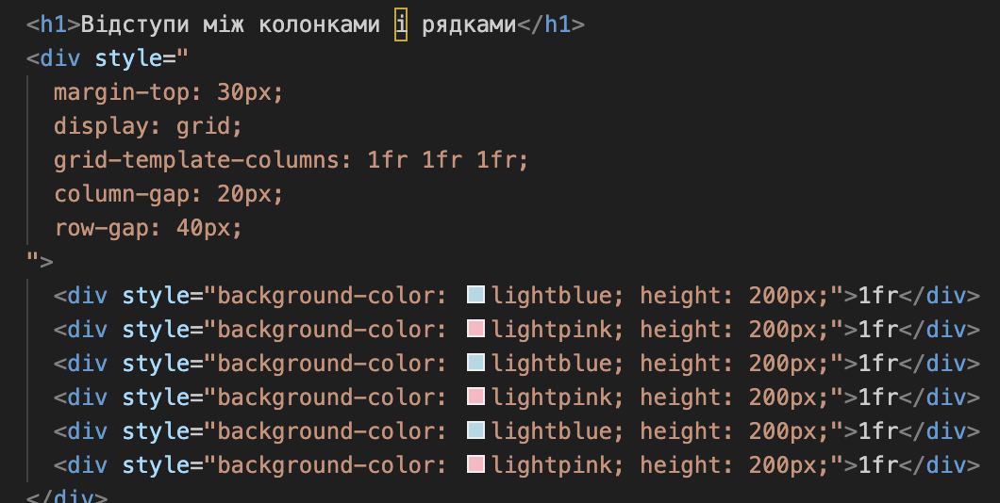 <h1>Відступи між колонками і рядками</h1>
<div style="
margin-top: 30px;
display: grid;
grid-template-columns: 1fr 1fr 1fr;
column-gap: 20px;
row-gap: 40px;
">
<div style="background-color: lightblue; height: 200px;">1fr</div>
<div style="background-color: lightpink; height: 200px;">1fr</div>
<div style="background-color: lightblue; height: 200px;">1fr</div>
<div style="background-color: lightpink; height: 200px;">1fr</div>
<div style="background-color: lightblue; height: 200px;">1fr</div>
<div style="background-color: lightpink; height: 200px;">1fr</div>
</div>